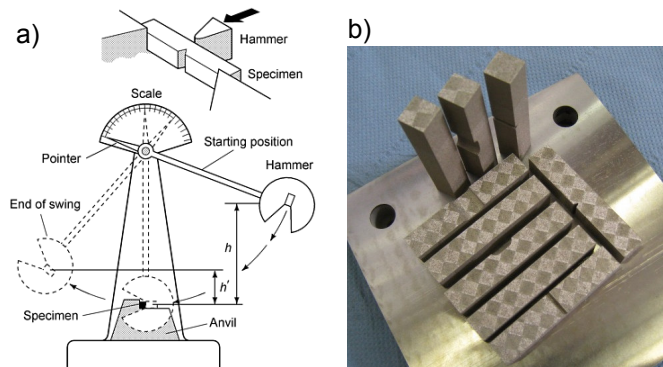 a)
Hammer
Specimen
Scale
Pointer
Starting position
Hammer
End of swing
h
h'
Specimen
Anvil
b)